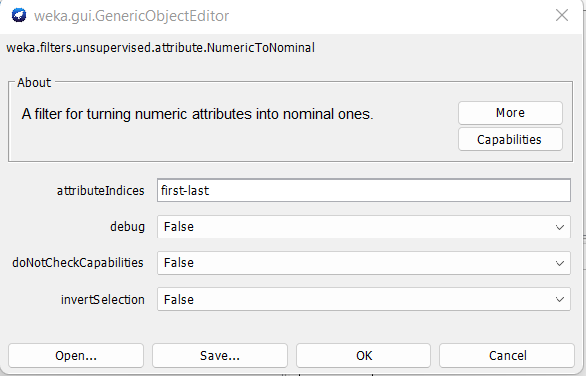 weka.gui.GenericObjectEditor
weka.filters.unsupervised.attribute.NumericToNominal
About
A filter for turning numeric attributes into nominal ones.
More
Capabilities
attributeIndices first-last
debug False
doNotCheckCapabilities False
invertSelection False
Open... Save... OK Cancel